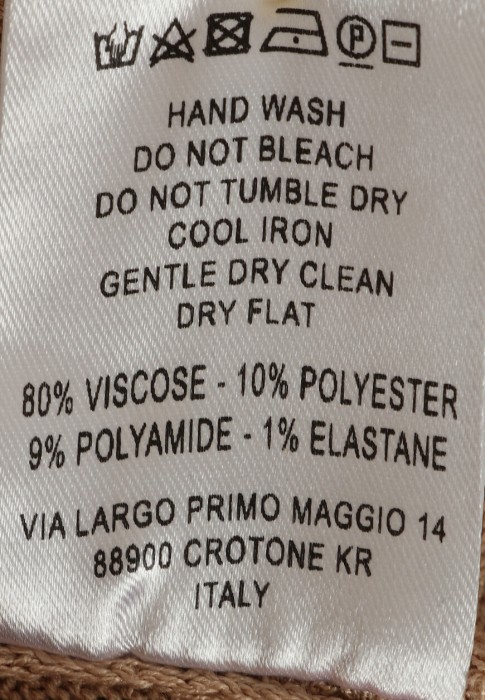 P
HAND WASH
DO NOT BLEACH
DO NOT TUMBLE DRY
COOL IRON
GENTLE DRY CLEAN
DRY FLAT
80% VISCOSE - 10% POLYESTER
9% POLYAMIDE - 1% ELASTANE
VIA LARGO PRIMO MAGGIO 14
88900 CROTONE KR
ITALY